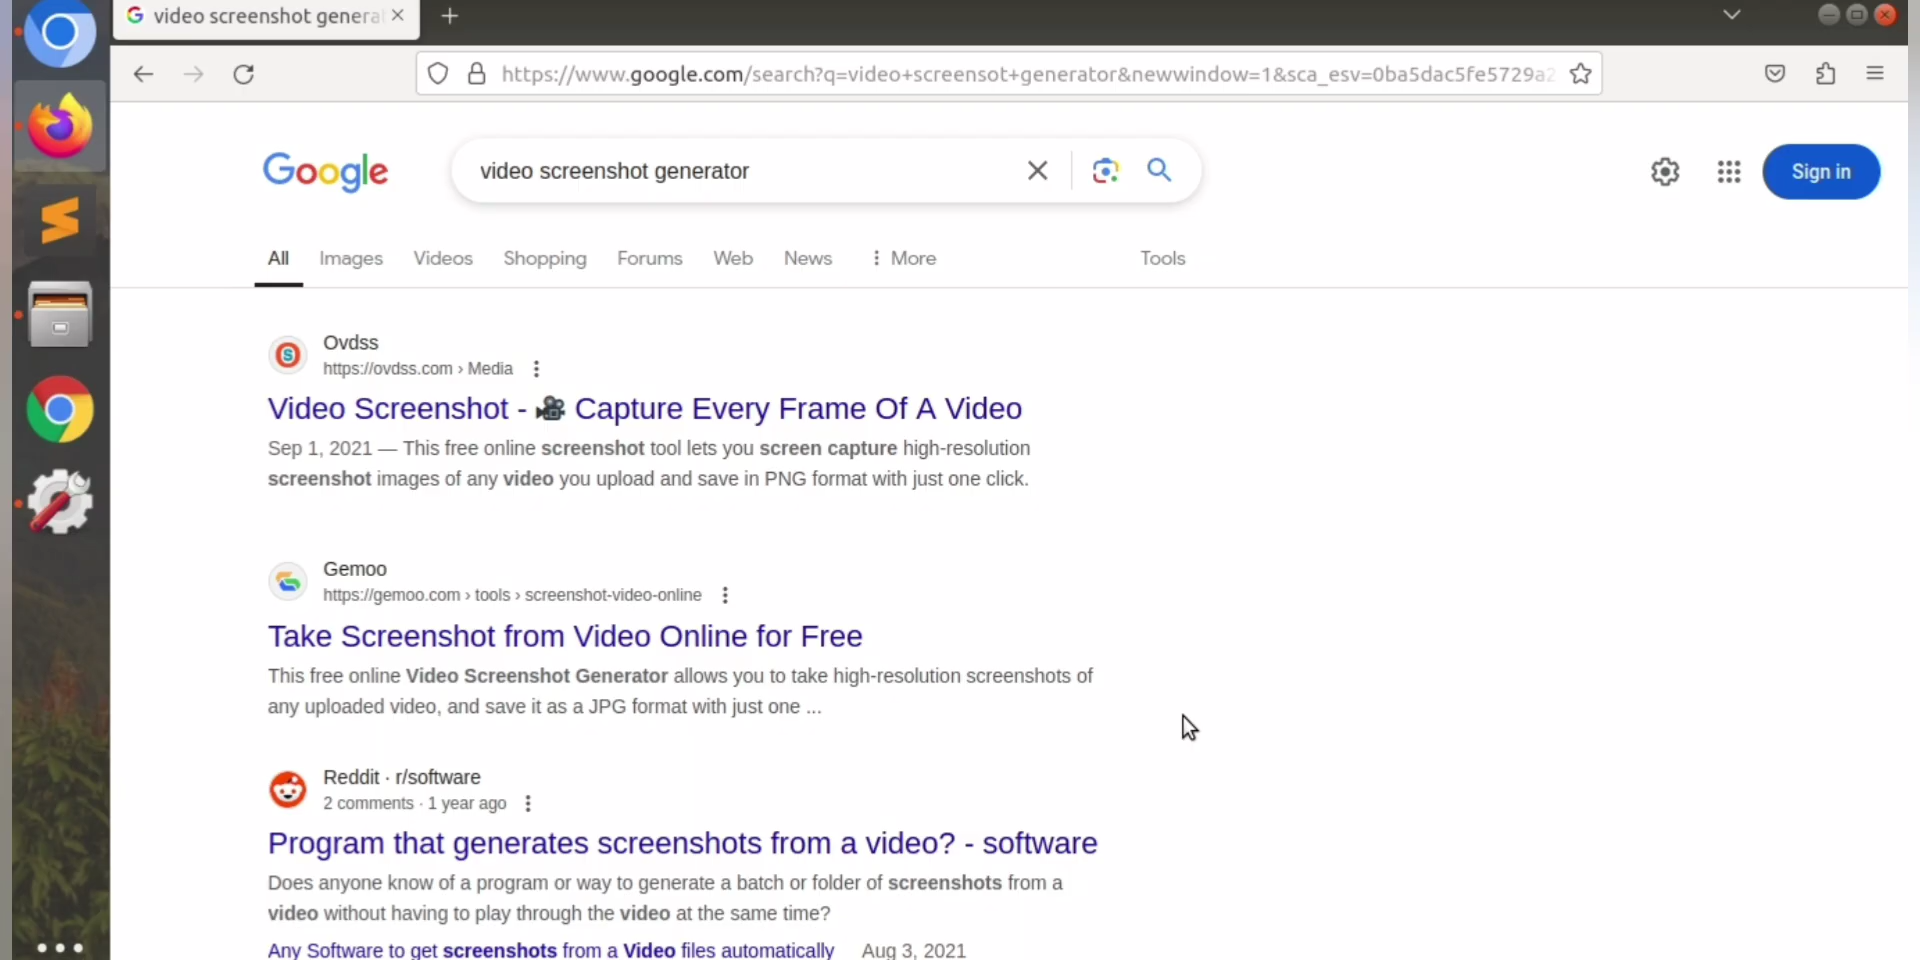 video screenshot genera
https://www.google.com/search?q=video+screensot+generator&newwindow=1&sca_esv=0ba5dac5fe5729a2
Google
video screenshot generator
Sign in
All Images Videos Shopping Forums Web News More Tools
Ovdss
https://ovdss.com › Media
Video Screenshot - 🎥 Capture Every Frame Of A Video
Sep 1, 2021 — This free online screenshot tool lets you screen capture high-resolution
screenshot images of any video you upload and save in PNG format with just one click.
Gemoo
https://gemoo.com › tools › screenshot-video-online
Take Screenshot from Video Online for Free
This free online Video Screenshot Generator allows you to take high-resolution screenshots of
any uploaded video, and save it as a JPG format with just one ...
Reddit · r/software
2 comments · 1 year ago
Program that generates screenshots from a video? - software
Does anyone know of a program or way to generate a batch or folder of screenshots from a
video without having to play through the video at the same time?
Any Software to get screenshots from a Video files automatically Aug 3, 2021